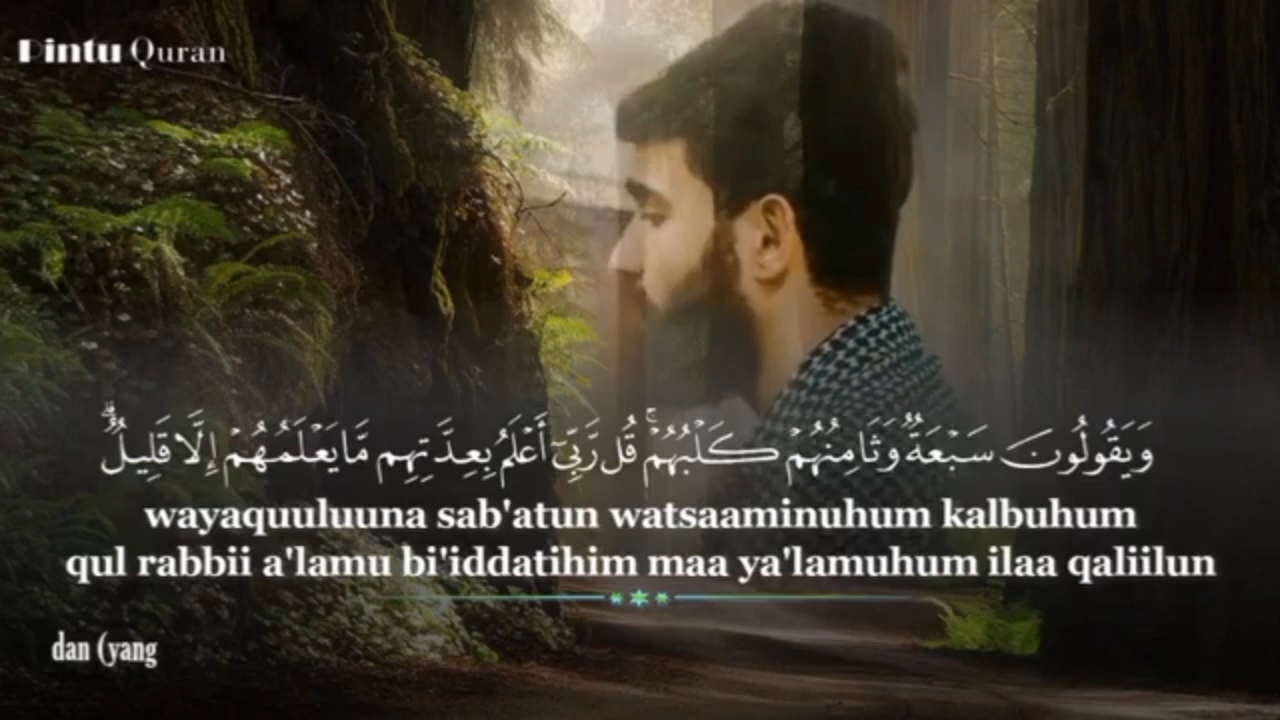 Pintu Quran
وَيَقُولُونَ سَبْعَةٌ وَثَامِنُهُمْ كَلْبُهُمْ ۚ قُل رَّبِّىٓ أَعْلَمُ بِعِدَّتِهِم مَّا يَعْلَمُهُمْ إِلَّا قَلِيلٌ ۗ
wayaquuluuna sab'atun watsaaminuhum kalbuhum
qul rabbii a'lamu bi'iddatihim maa ya'lamuhum ilaa qaliilun
dan (yang